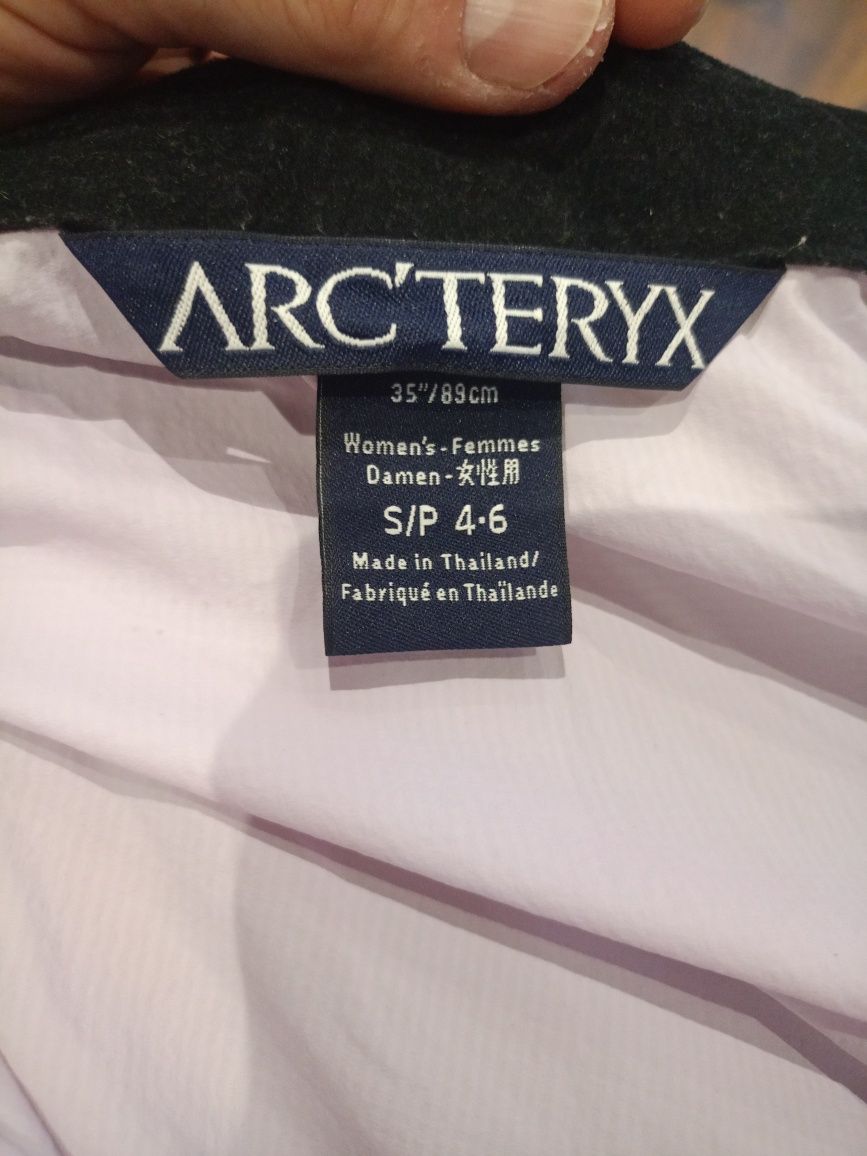 ARC'TERYX
35"/89cm
Women's-Femmes
Damen-女性用
S/P 4·6
Made in Thailand/
Fabriqué en Thaïlande